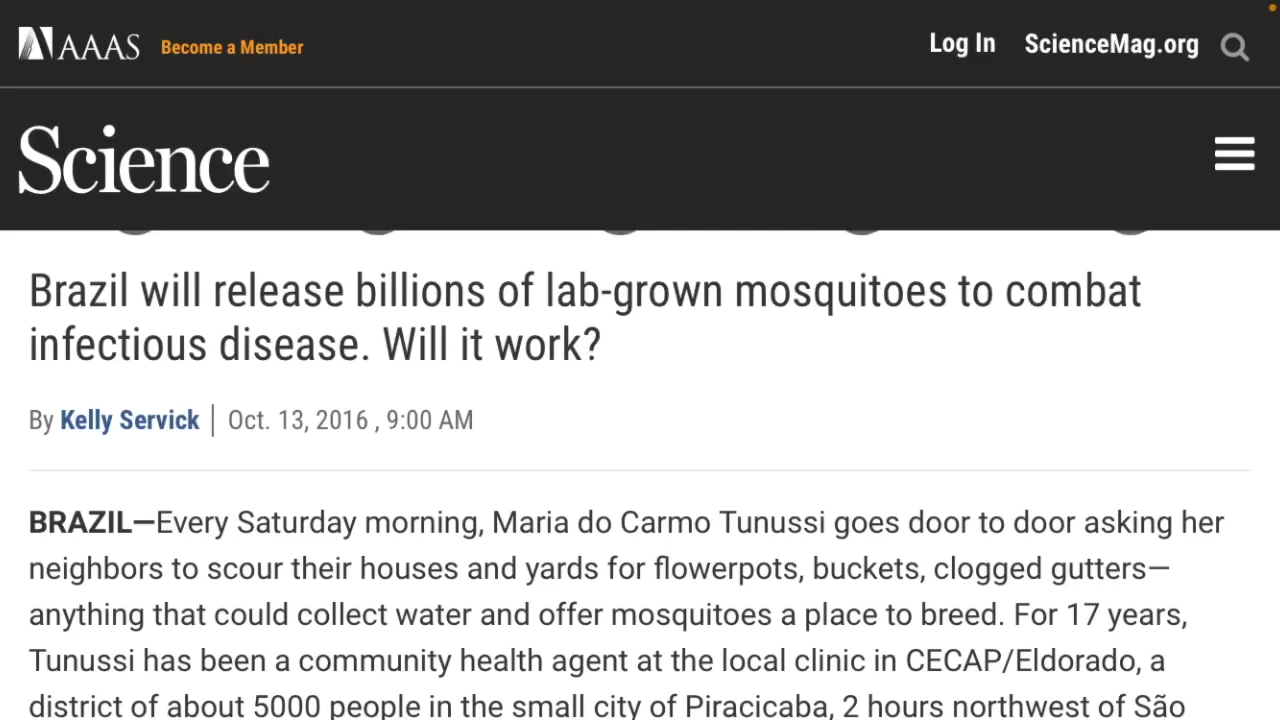 AAAS Become a Member Log In ScienceMag.org
Science
Brazil will release billions of lab-grown mosquitoes to combat
infectious disease. Will it work?
By Kelly Servick | Oct. 13, 2016 , 9:00 AM
BRAZIL—Every Saturday morning, Maria do Carmo Tunussi goes door to door asking her
neighbors to scour their houses and yards for flowerpots, buckets, clogged gutters—
anything that could collect water and offer mosquitoes a place to breed. For 17 years,
Tunussi has been a community health agent at the local clinic in CECAP/Eldorado, a
district of about 5000 people in the small city of Piracicaba, 2 hours northwest of São